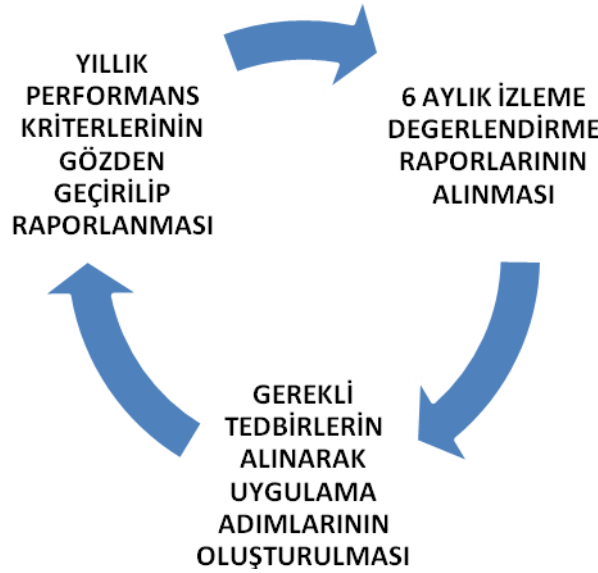 YILLIK
PERFORMANS
KRİTERLERİNİN
GÖZDEN
GEÇİRİLİP
RAPORLANMASI
6 AYLIK İZLEME
DEGERLENDİRME
RAPORLARININ
ALINMASI
GEREKLİ
TEDBİRLERİN
ALINARAK
UYGULAMA
ADIMLARININ
OLUŞTURULMASI